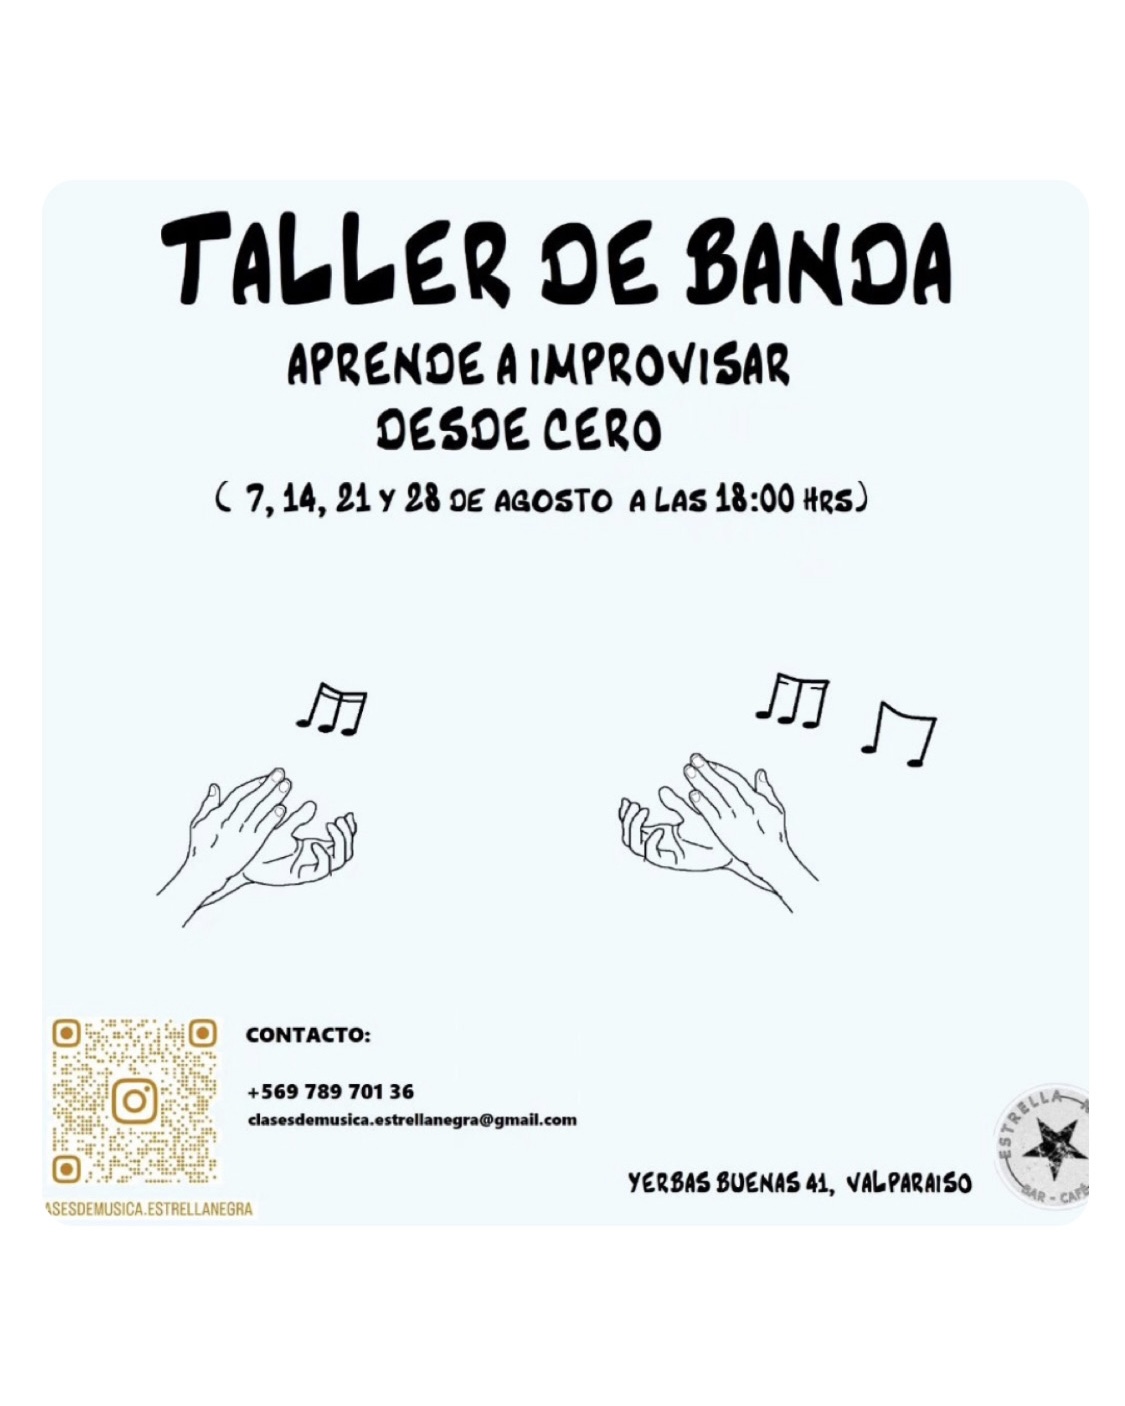 TALLER DE BANDA
APRENDE A IMPROVISAR
DESDE CERO
( 7, 14, 21 Y 28 DE AGOSTO A LAS 18:00 HRS)
CONTACTO:
+569 789 701 36
clasesdemusica.estrellanegra@gmail.com
YERBAS BUENAS 41, VALPARAISO
ESTRELLA
BAR - CAFÉ
ASESDEMUSICA.ESTRELLANEGRA